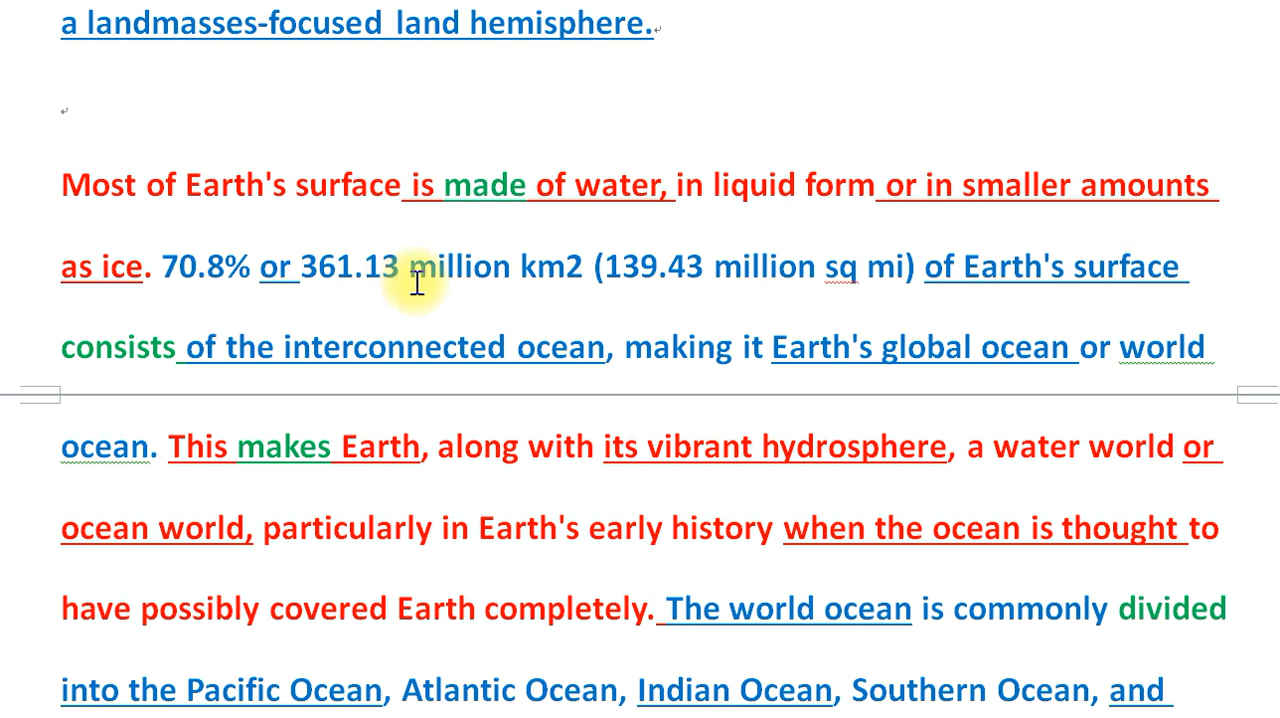 a landmasses-focused land hemisphere.
Most of Earth's surface is made of water, in liquid form or in smaller amounts
as ice. 70.8% or 361.13 million km2 (139.43 million sq mi) of Earth's surface
consists of the interconnected ocean, making it Earth's global ocean or world
ocean. This makes Earth, along with its vibrant hydrosphere, a water world or
ocean world, particularly in Earth's early history when the ocean is thought to
have possibly covered Earth completely. The world ocean is commonly divided
into the Pacific Ocean, Atlantic Ocean, Indian Ocean, Southern Ocean, and